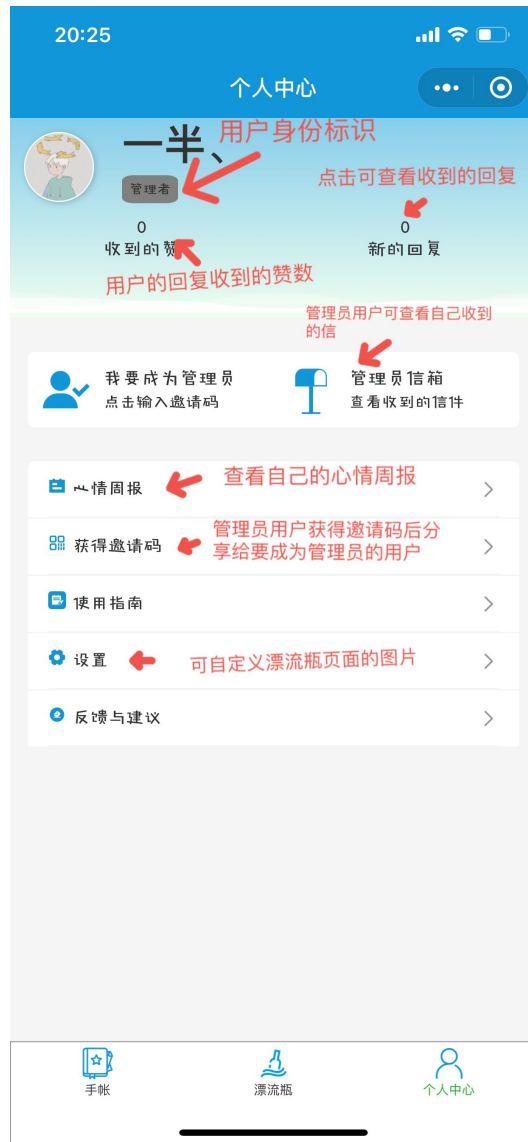 20:25
个人中心
一半、
用户身份标识
管理者
点击可查看收到的回复
0
0
收到的赞
新的回复
用户的回复收到的赞数
管理员用户可查看自己收到
的信
我要成为管理员
管理员信箱
点击输入邀请码
查看收到的信件
查看自己的心情周报
心情周报
管理员用户获得邀请码后分
获得邀请码
享给要成为管理员的用户
使用指南
设置
可自定义漂流瓶页面的图片
反馈与建议
手帐
漂流瓶
个人中心